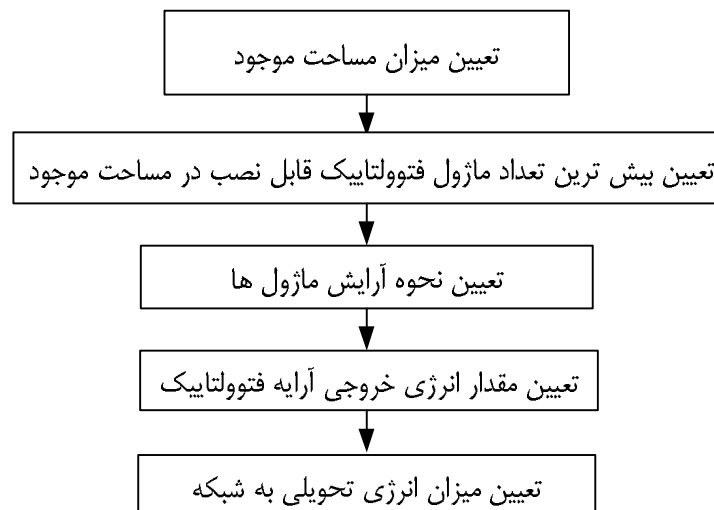 تعیین میزان مساحت موجود
تعیین بیش ترین تعداد ماژول فتوولتاییک قابل نصب در مساحت موجود
تعیین نحوه آرایش ماژول ها
تعیین مقدار انرژی خروجی آرایه فتوولتاییک
تعیین میزان انرژی تحویلی به شبکه